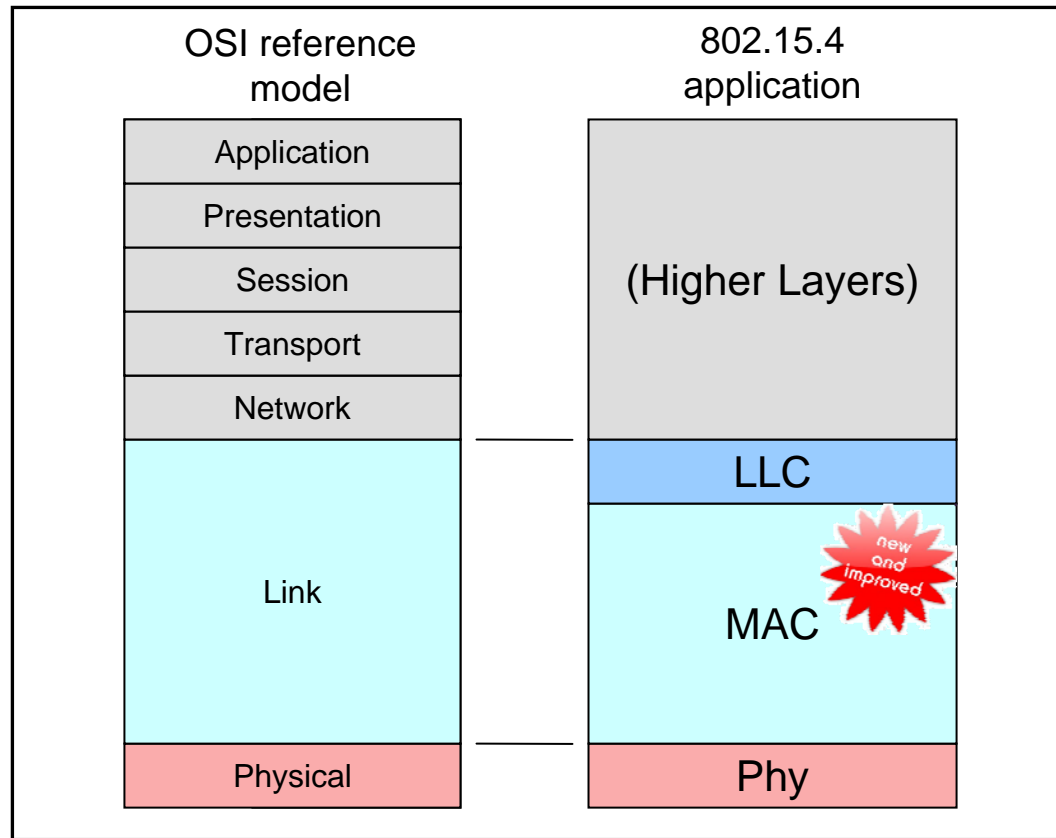 OSI reference
model
Application
Presentation
Session
Transport
Network
Link
Physical
802.15.4
application
(Higher Layers)
LLC
new
and
improved
MAC
Phy